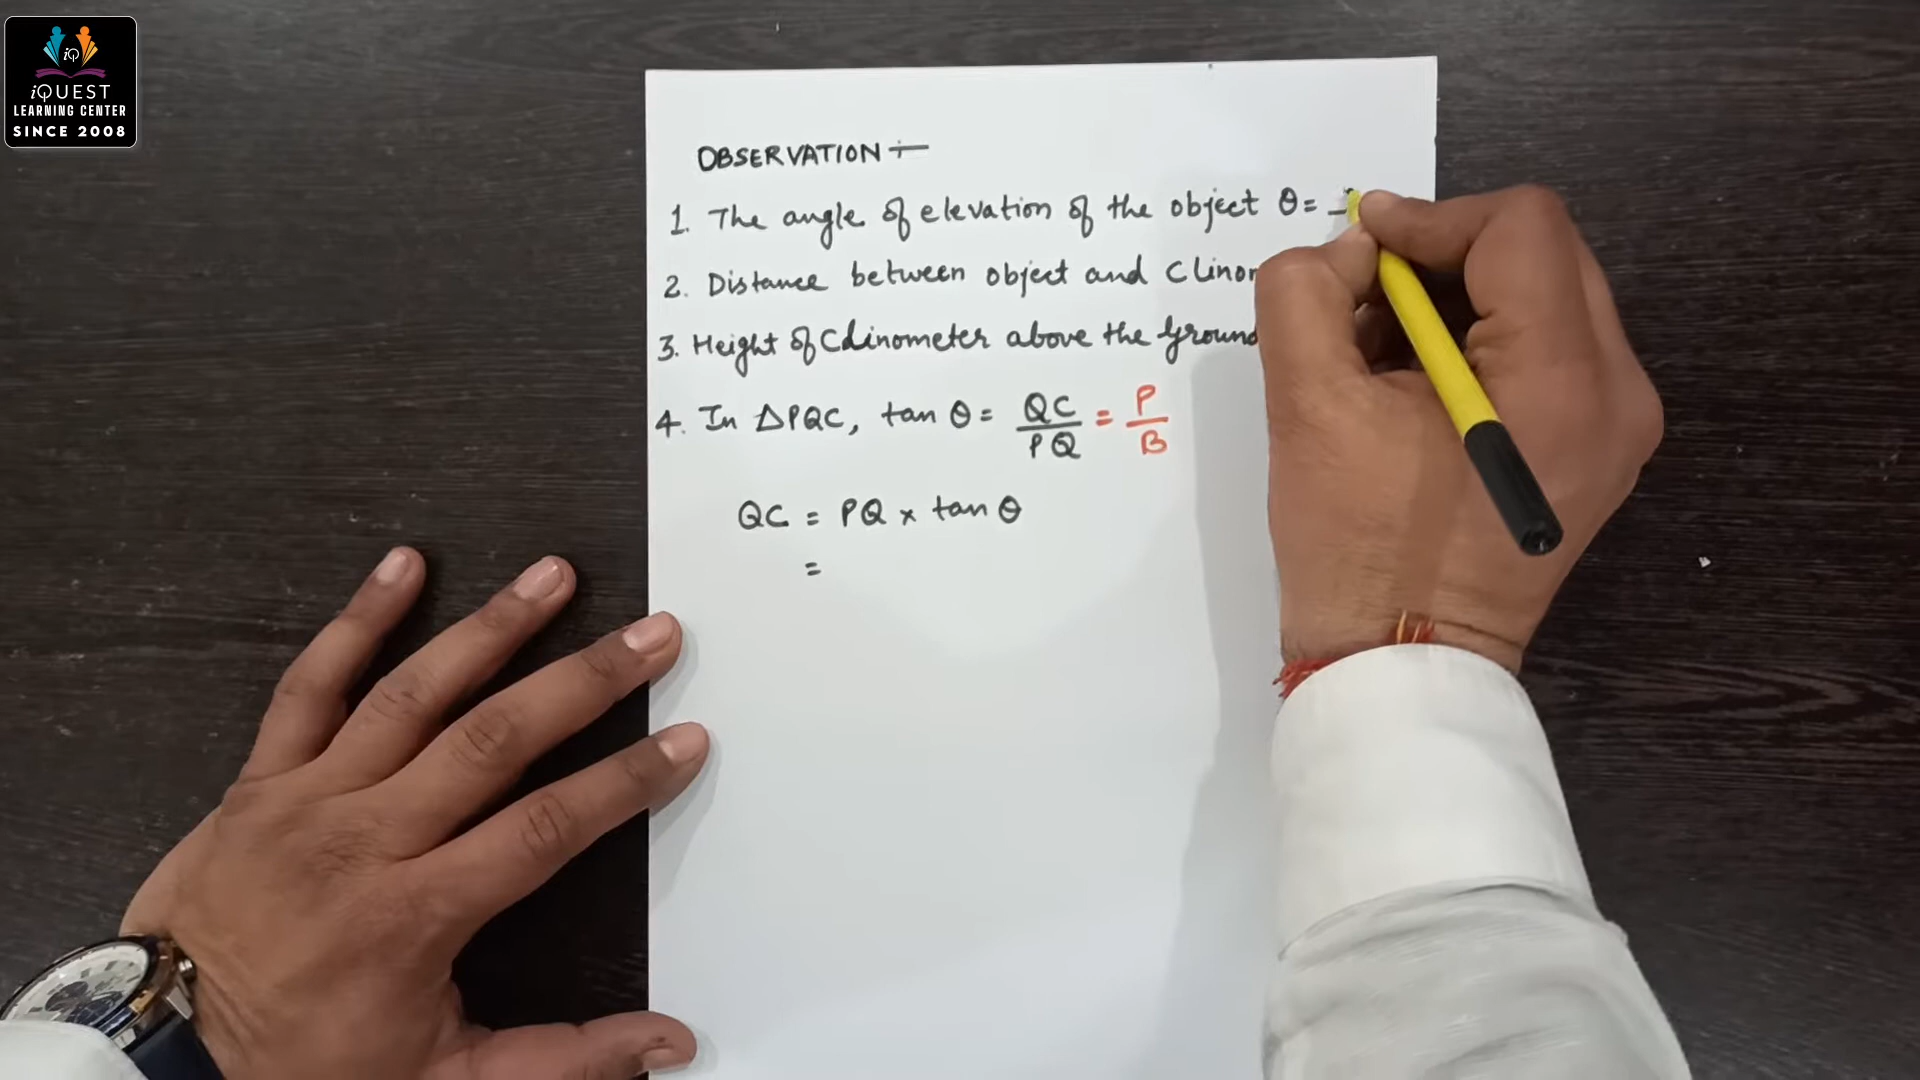 iQ
iQUEST
LEARNING CENTER
SINCE 2008
OBSERVATION :-
1. The angle of elevation of the object θ =
2. Distance between object and
3. Height of Clinometer above the Ground
4. In ΔPQC, tan θ = QC/PQ = P/B
QC = PQ × tan θ
=